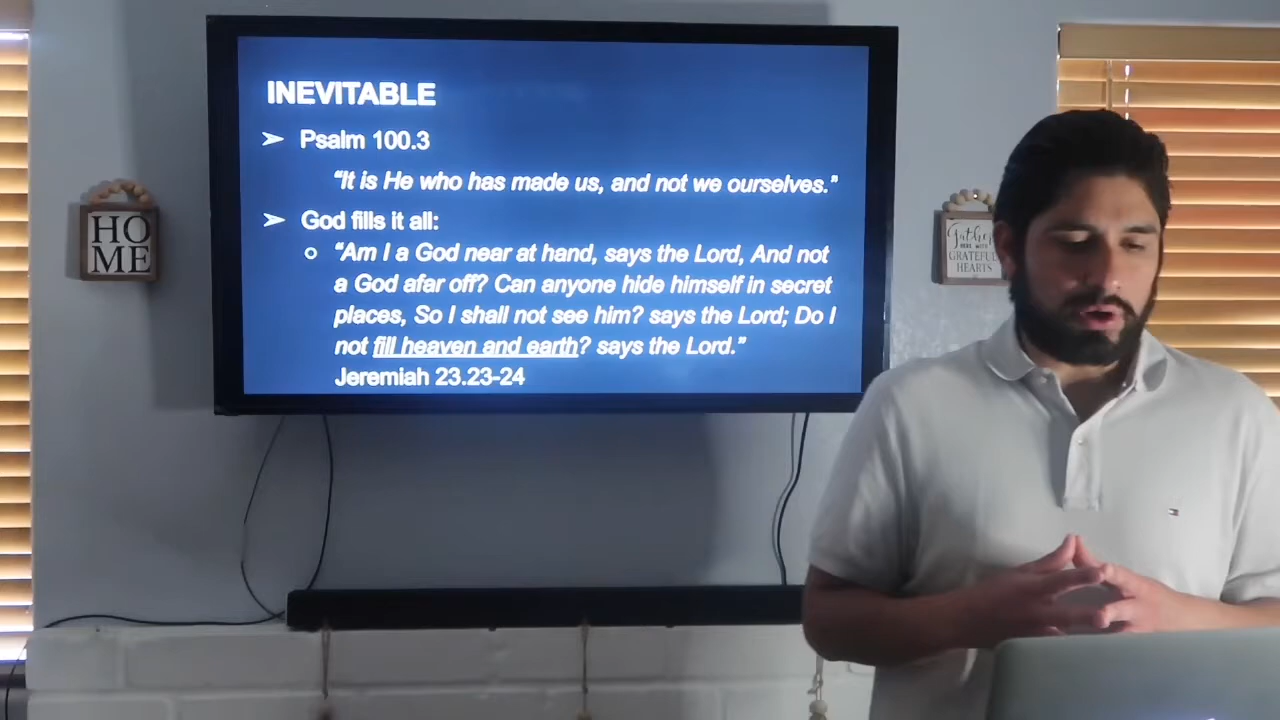 INEVITABLE
➢ Psalm 100.3
"It is He who has made us, and not we ourselves."
➢ God fills it all:
o "Am I a God near at hand, says the Lord, And not
a God afar off? Can anyone hide himself in secret
places, So I shall not see him? says the Lord; Do I
not fill heaven and earth? says the Lord."
Jeremiah 23.23-24
HO
ME
Gather
HERE WITH
GRATEFUL
HEARTS